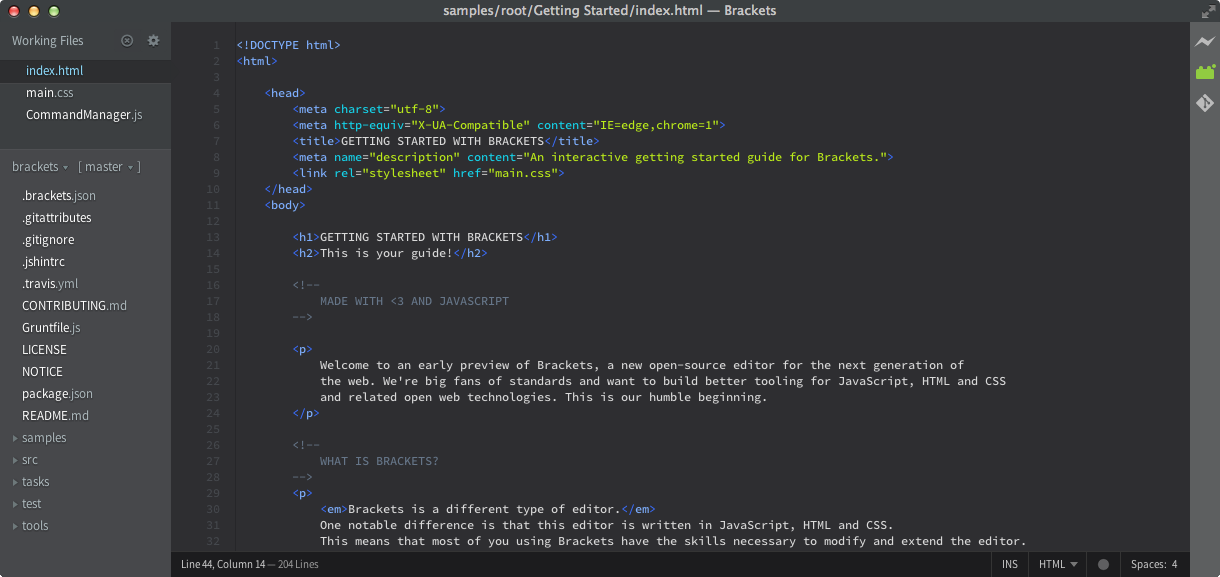 samples/root/Getting Started/index.html — Brackets
Working Files
index.html
main.css
CommandManager.js
brackets
[ master ]
.brackets.json
.gitattributes
.gitignore
.jshintrc
.travis.yml
CONTRIBUTING.md
Gruntfile.js
LICENSE
NOTICE
package.json
README.md
samples
src
tasks
test
tools
1 <!DOCTYPE html>
2 <html>
3
4 <head>
5 <meta charset="utf-8">
6 <meta http-equiv="X-UA-Compatible" content="IE=edge,chrome=1">
7 <title>GETTING STARTED WITH BRACKETS</title>
8 <meta name="description" content="An interactive getting started guide for Brackets.">
9 <link rel="stylesheet" href="main.css">
10 </head>
11 <body>
12
13 <h1>GETTING STARTED WITH BRACKETS</h1>
14 <h2>This is your guide!</h2>
15
16 <!--
17 MADE WITH <3 AND JAVASCRIPT
18 -->
19
20 <p>
21 Welcome to an early preview of Brackets, a new open-source editor for the next generation of
22 the web. We're big fans of standards and want to build better tooling for JavaScript, HTML and CSS
23 and related open web technologies. This is our humble beginning.
24 </p>
25
26 <!--
27 WHAT IS BRACKETS?
28 -->
29 <p>
30 <em>Brackets is a different type of editor.</em>
31 One notable difference is that this editor is written in JavaScript, HTML and CSS.
32 This means that most of you using Brackets have the skills necessary to modify and extend the editor.
Line 44, Column 14 — 204 Lines
INS
HTML
Spaces: 4